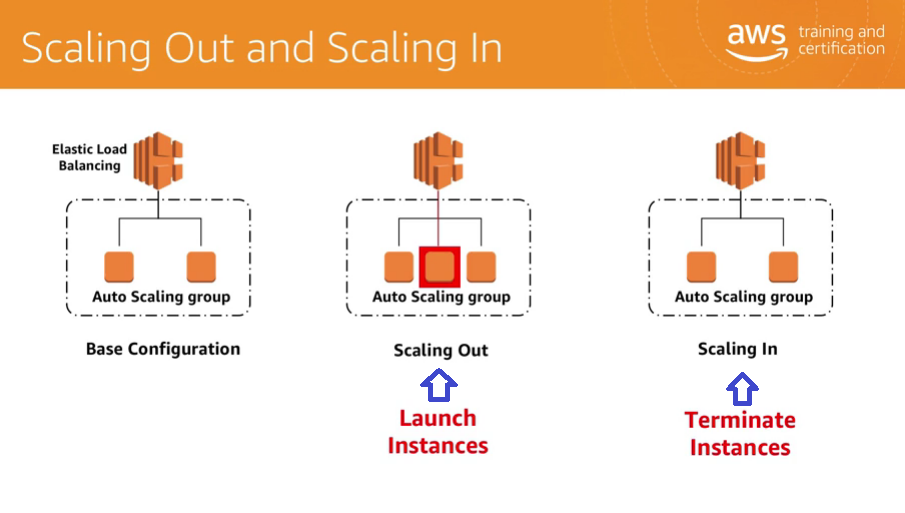 Scaling Out and Scaling In
aws
training and
certification
Elastic Load
Balancing
Auto Scaling group
Auto Scaling group
Auto Scaling group
Base Configuration
Scaling Out
Scaling In
Launch
Instances
Terminate
Instances